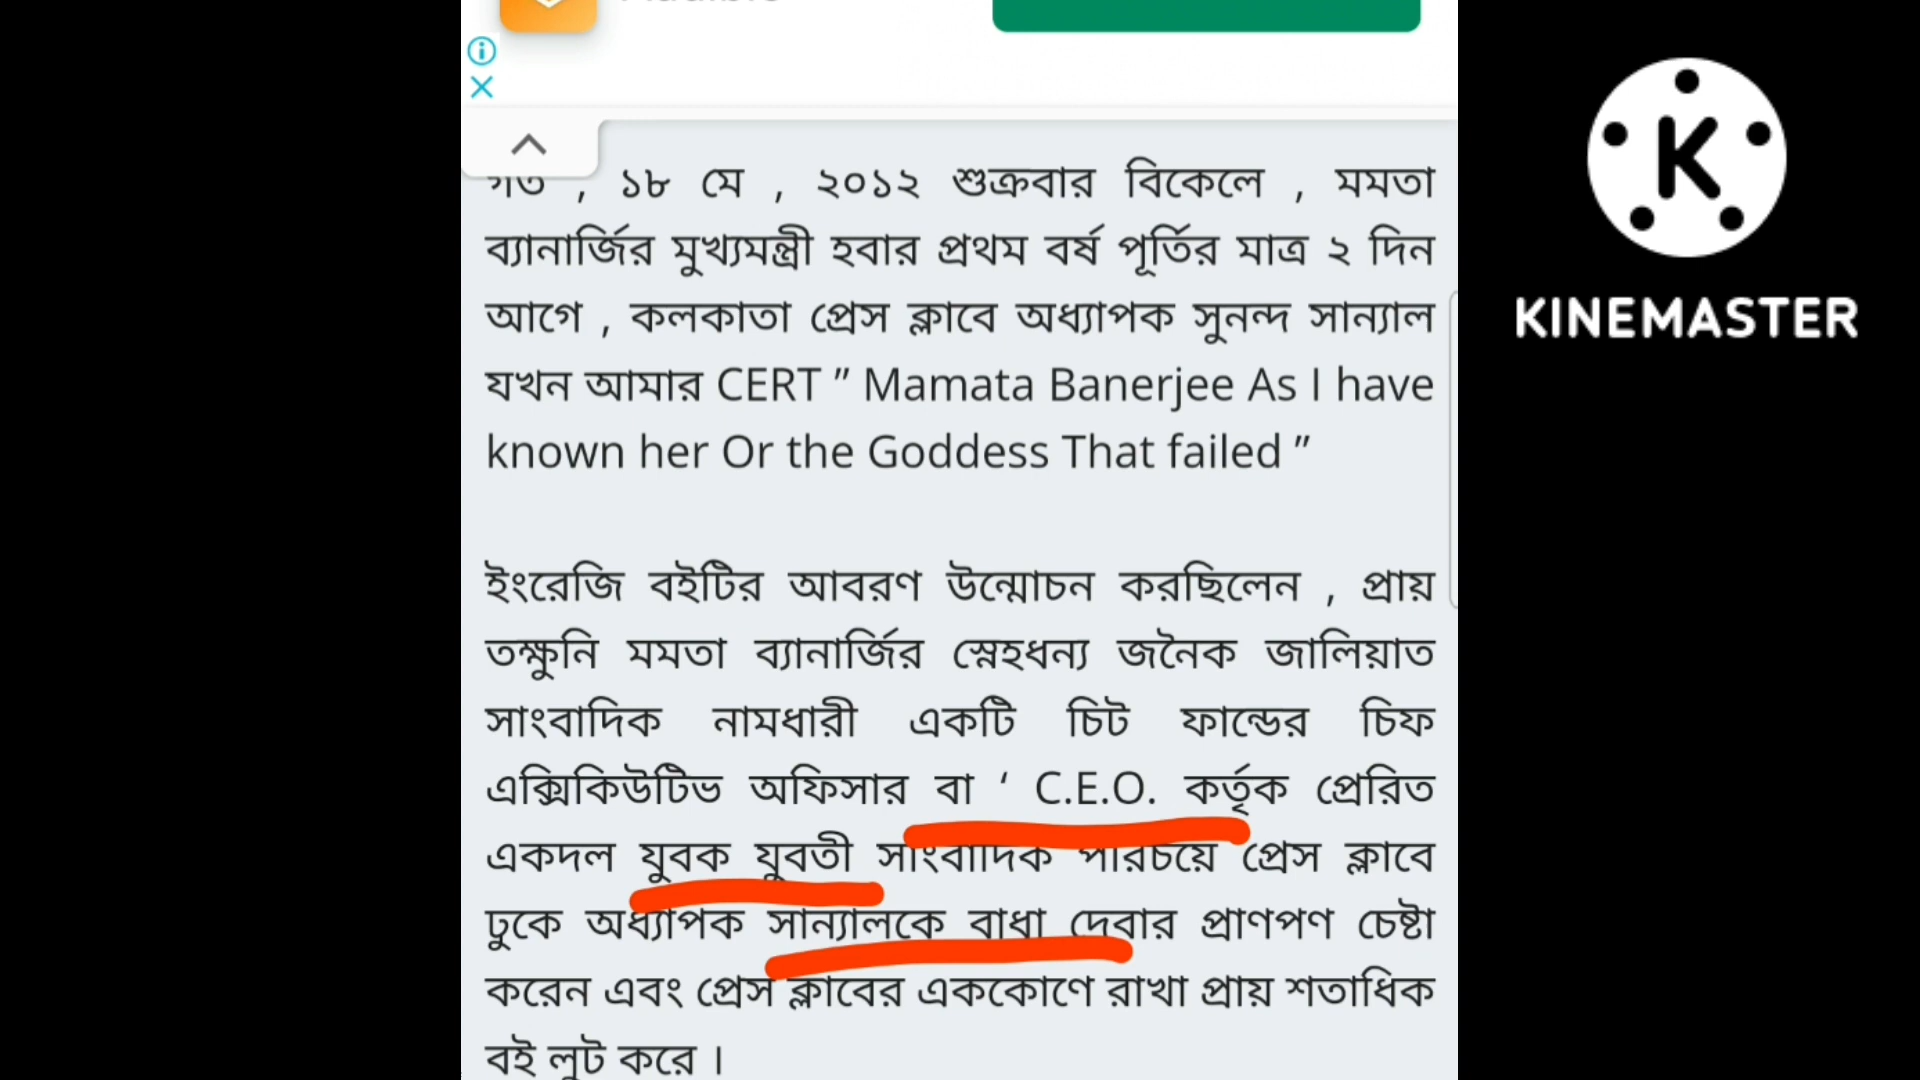 গত , ১৮ মে , ২০১২ শুক্রবার বিকেলে , মমতা
ব্যানার্জির মুখ্যমন্ত্রী হবার প্রথম বর্ষ পূর্তির মাত্র ২ দিন
আগে , কলকাতা প্রেস ক্লাবে অধ্যাপক সুনন্দ সান্যাল
যখন আমার CERT ” Mamata Banerjee As I have
known her Or the Goddess That failed ”
ইংরেজি বইটির আবরণ উন্মোচন করছিলেন , প্রায়
তক্ষুনি মমতা ব্যানার্জির স্নেহধন্য জনৈক জালিয়াত
সাংবাদিক নামধারী একটি চিট ফান্ডের চিফ
এক্সিকিউটিভ অফিসার বা ‘ C.E.O. কর্তৃক প্রেরিত
একদল যুবক যুবতী সাংবাদিক পরিচয়ে প্রেস ক্লাবে
ঢুকে অধ্যাপক সান্যালকে বাধা দেবার প্রাণপণ চেষ্টা
করেন এবং প্রেস ক্লাবের এককোণে রাখা প্রায় শতাধিক
বই লুট করে ।
K
KINEMASTER